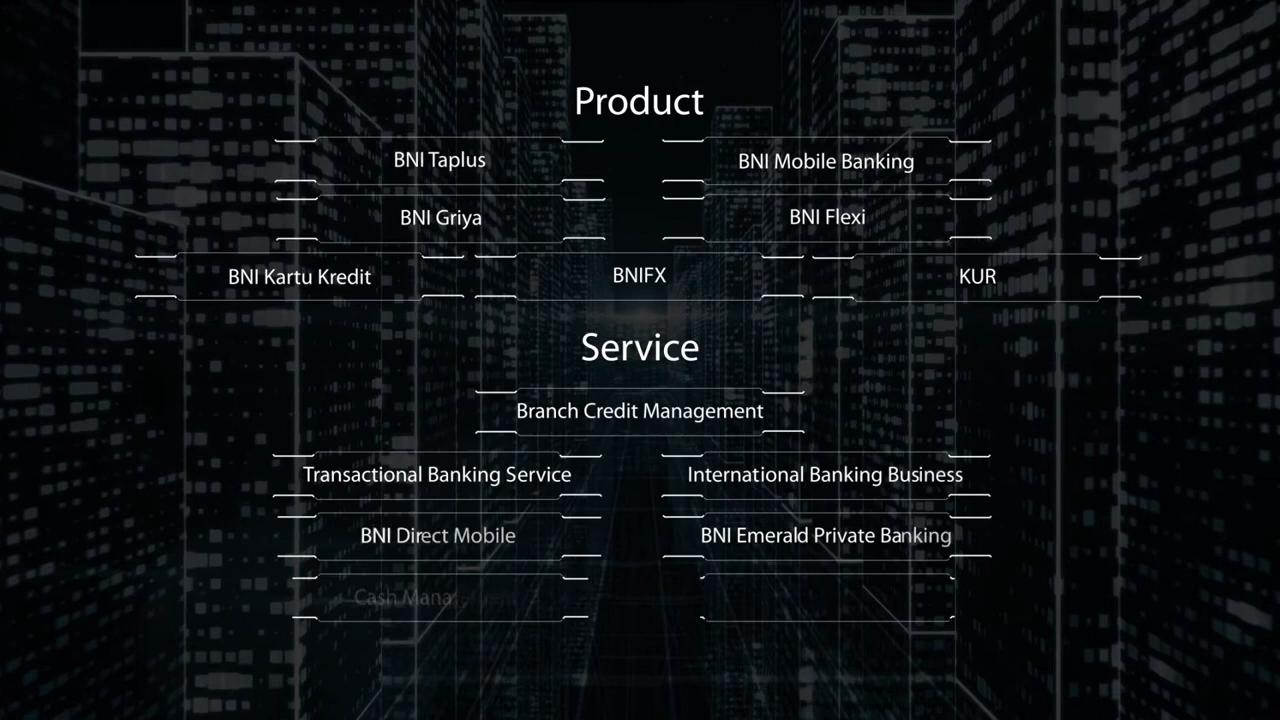 Product
BNI Taplus
BNI Mobile Banking
BNI Griya
BNI Flexi
BNI Kartu Kredit
BNIFX
KUR
Service
Branch Credit Management
Transactional Banking Service
International Banking Business
BNI Direct Mobile
BNI Emerald Private Banking
Cash